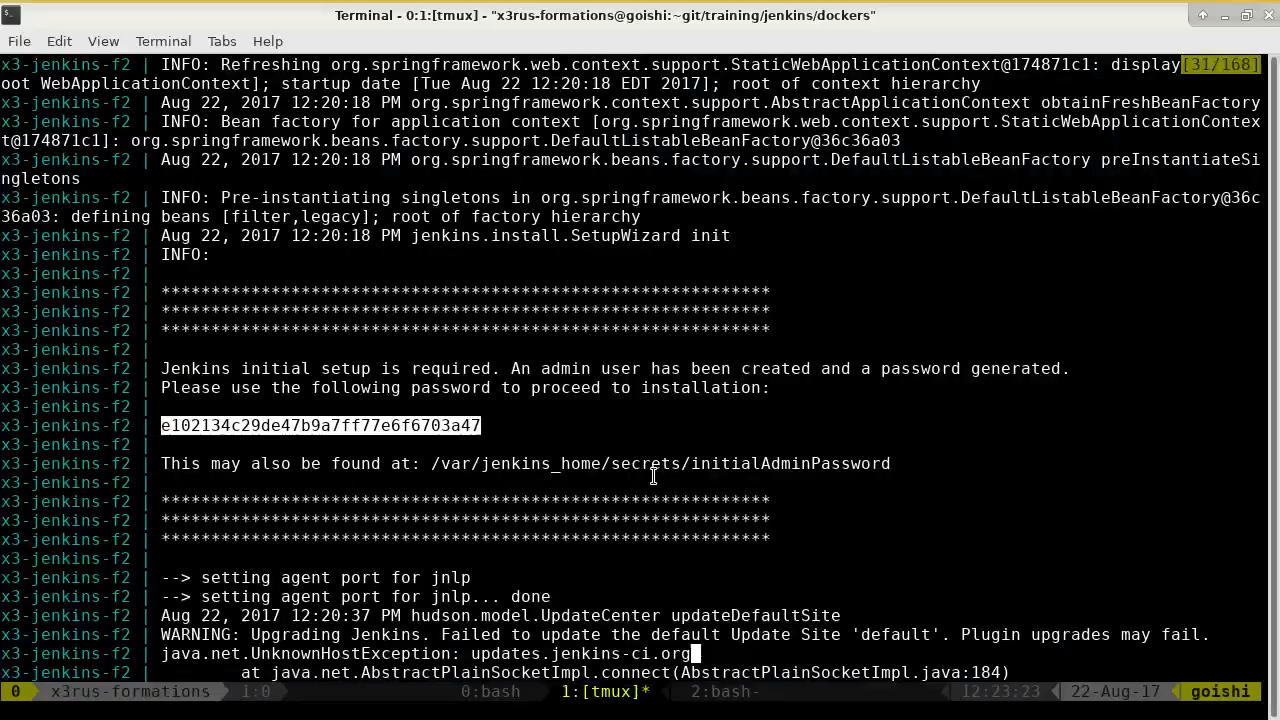 Terminal - 0:1:[tmux] - "x3rus-formations@goishi:~git/training/jenkins/dockers"
File Edit View Terminal Tabs Help
x3-jenkins-f2 | INFO: Refreshing org.springframework.web.context.support.StaticWebApplicationContext@174871c1: display[31/168]
oot WebApplicationContext]; startup date [Tue Aug 22 12:20:18 EDT 2017]; root of context hierarchy
x3-jenkins-f2 | Aug 22, 2017 12:20:18 PM org.springframework.context.support.AbstractApplicationContext obtainFreshBeanFactory
x3-jenkins-f2 | INFO: Bean factory for application context [org.springframework.web.context.support.StaticWebApplicationContex
t@174871c1]: org.springframework.beans.factory.support.DefaultListableBeanFactory@36c36a03
x3-jenkins-f2 | Aug 22, 2017 12:20:18 PM org.springframework.beans.factory.support.DefaultListableBeanFactory preInstantiateSi
ngletons
x3-jenkins-f2 | INFO: Pre-instantiating singletons in org.springframework.beans.factory.support.DefaultListableBeanFactory@36c
36a03: defining beans [filter,legacy]; root of factory hierarchy
x3-jenkins-f2 | Aug 22, 2017 12:20:18 PM jenkins.install.SetupWizard init
x3-jenkins-f2 | INFO:
x3-jenkins-f2 |
x3-jenkins-f2 | *************************************************************
x3-jenkins-f2 | *************************************************************
x3-jenkins-f2 | *************************************************************
x3-jenkins-f2 |
x3-jenkins-f2 | Jenkins initial setup is required. An admin user has been created and a password generated.
x3-jenkins-f2 | Please use the following password to proceed to installation:
x3-jenkins-f2 |
x3-jenkins-f2 | e102134c29de47b9a7ff77e6f6703a47
x3-jenkins-f2 |
x3-jenkins-f2 | This may also be found at: /var/jenkins_home/secrets/initialAdminPassword
x3-jenkins-f2 |
x3-jenkins-f2 | *************************************************************
x3-jenkins-f2 | *************************************************************
x3-jenkins-f2 | *************************************************************
x3-jenkins-f2 |
x3-jenkins-f2 | --> setting agent port for jnlp
x3-jenkins-f2 | --> setting agent port for jnlp... done
x3-jenkins-f2 | Aug 22, 2017 12:20:37 PM hudson.model.UpdateCenter updateDefaultSite
x3-jenkins-f2 | WARNING: Upgrading Jenkins. Failed to update the default Update Site 'default'. Plugin upgrades may fail.
x3-jenkins-f2 | java.net.UnknownHostException: updates.jenkins-ci.org
x3-jenkins-f2 |         at java.net.AbstractPlainSocketImpl.connect(AbstractPlainSocketImpl.java:184)
0 x3rus-formations 1:0 0:bash 1:[tmux]* 2:bash- 12:23:23 22-Aug-17 goishi